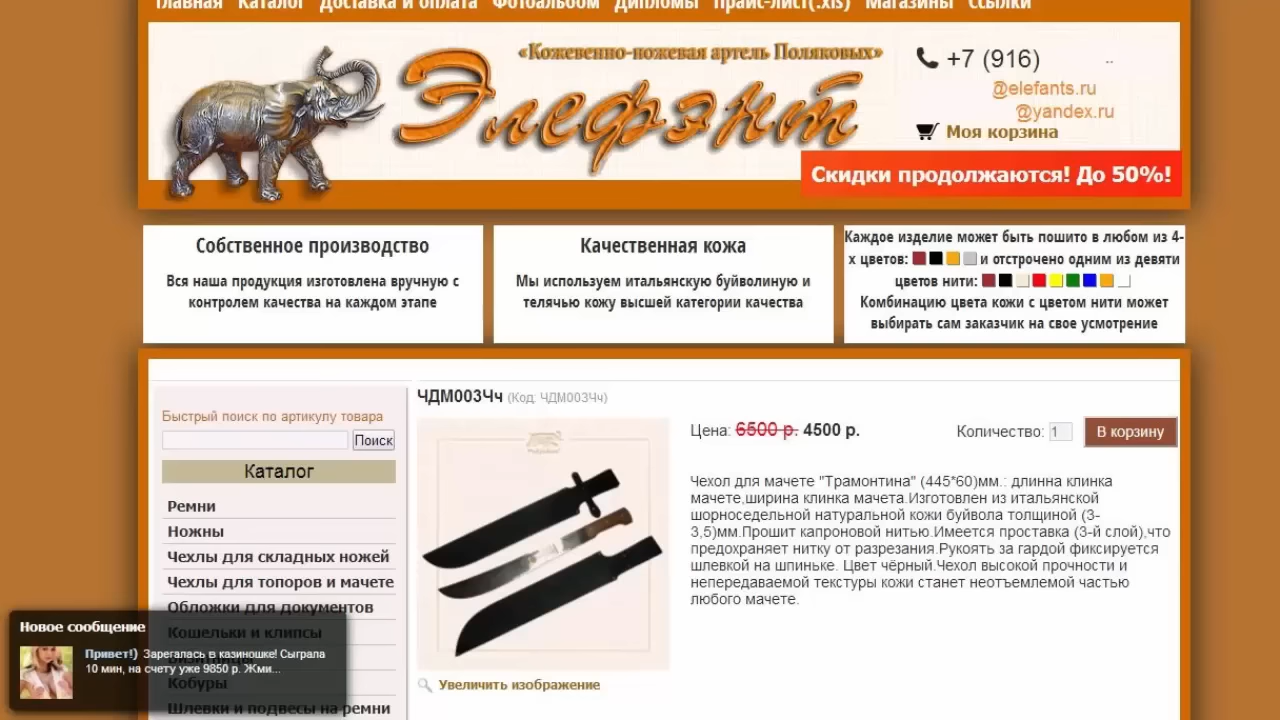 Главная Каталог Доставка и оплата Фотоальбом Дипломы Прайс-лист(.xls) Магазины Ссылки
«Кожевенно-ножевая артель Поляковых»
Элефэнт
+7 (916)
@elefants.ru
@yandex.ru
Моя корзина
Скидки продолжаются! До 50%!
Собственное производство
Вся наша продукция изготовлена вручную с
контролем качества на каждом этапе
Качественная кожа
Мы используем итальянскую буйволиную и
телячью кожу высшей категории качества
Каждое изделие может быть пошито в любом из 4-
х цветов: и отстрочено одним из девяти
цветов нити:
Комбинацию цвета кожи с цветом нити может
выбирать сам заказчик на свое усмотрение
Быстрый поиск по артикулу товара
Поиск
Каталог
Ремни
Ножны
Чехлы для складных ножей
Чехлы для топоров и мачете
Обложки для документов
Кошельки и клипсы
Визитницы
Кобуры
Шлевки и подвесы на ремни
ЧДМ003Чч (Код: ЧДМ003Чч)
Цена: 6500 р. 4500 р.
Количество: 1 В корзину
Чехол для мачете "Трамонтина" (445*60)мм.: длинна клинка
мачете,ширина клинка мачета.Изготовлен из итальянской
шорноседельной натуральной кожи буйвола толщиной (3-
3,5)мм.Прошит капроновой нитью.Имеется проставка (3-й слой),что
предохраняет нитку от разрезания.Рукоять за гардой фиксируется
шлевкой на шпиньке. Цвет чёрный.Чехол высокой прочности и
непередаваемой текстуры кожи станет неотъемлемой частью
любого мачете.
Увеличить изображение
Новое сообщение
Привет!) Зарегалась в казиношке! Сыграла
10 мин, на счету уже 9850 р. Жми...